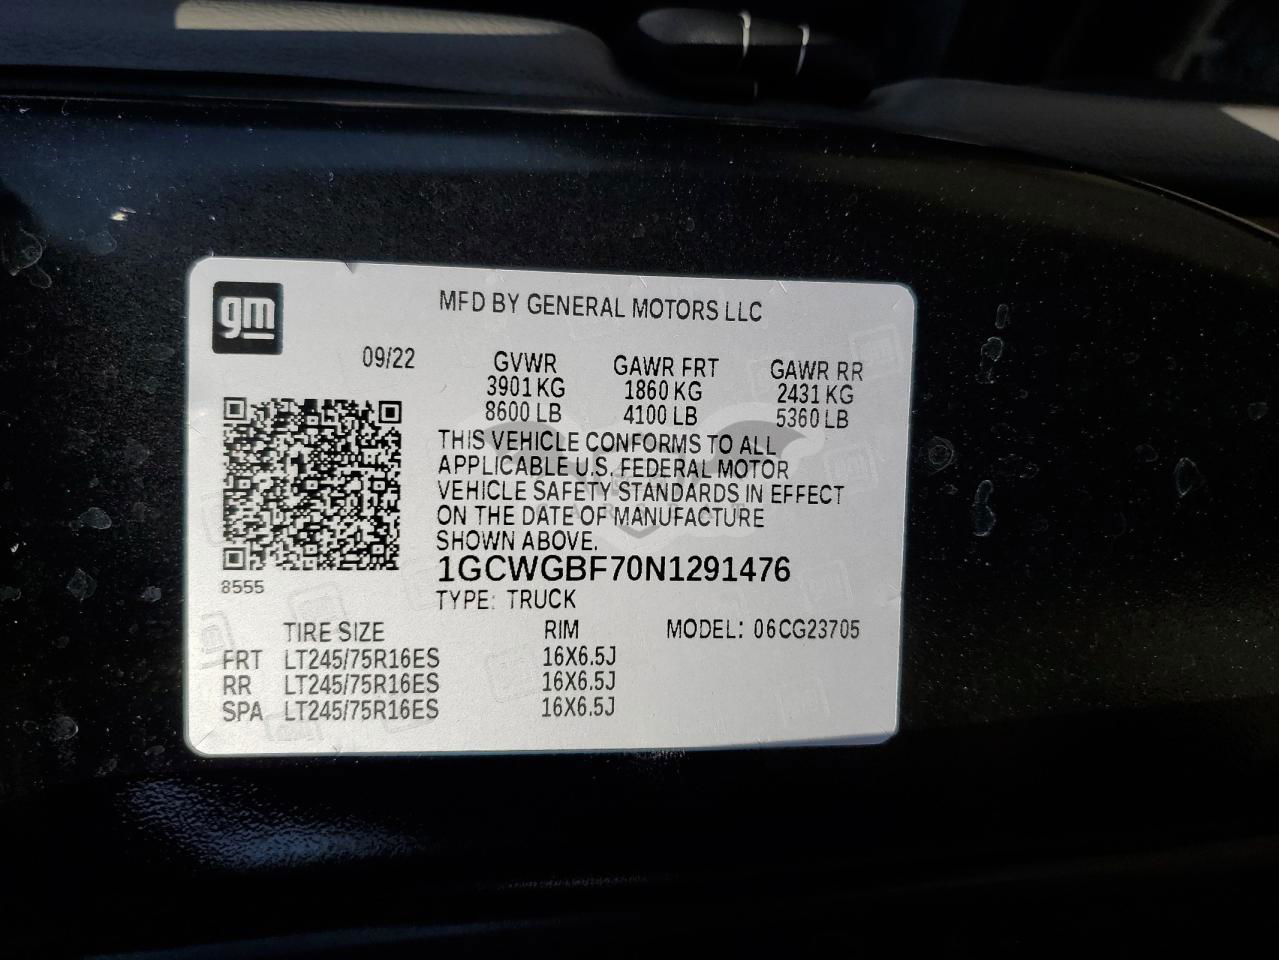 gm
MFD BY GENERAL MOTORS LLC
09/22 GVWR GAWR FRT GAWR RR
3901 KG 1860 KG 2431 KG
8600 LB 4100 LB 5360 LB
THIS VEHICLE CONFORMS TO ALL
APPLICABLE U.S. FEDERAL MOTOR
VEHICLE SAFETY STANDARDS IN EFFECT
ON THE DATE OF MANUFACTURE
SHOWN ABOVE.
1GCWGBF70N1291476
8555
TYPE: TRUCK
TIRE SIZE RIM MODEL: 06CG23705
FRT LT245/75R16ES 16X6.5J
RR LT245/75R16ES 16X6.5J
SPA LT245/75R16ES 16X6.5J